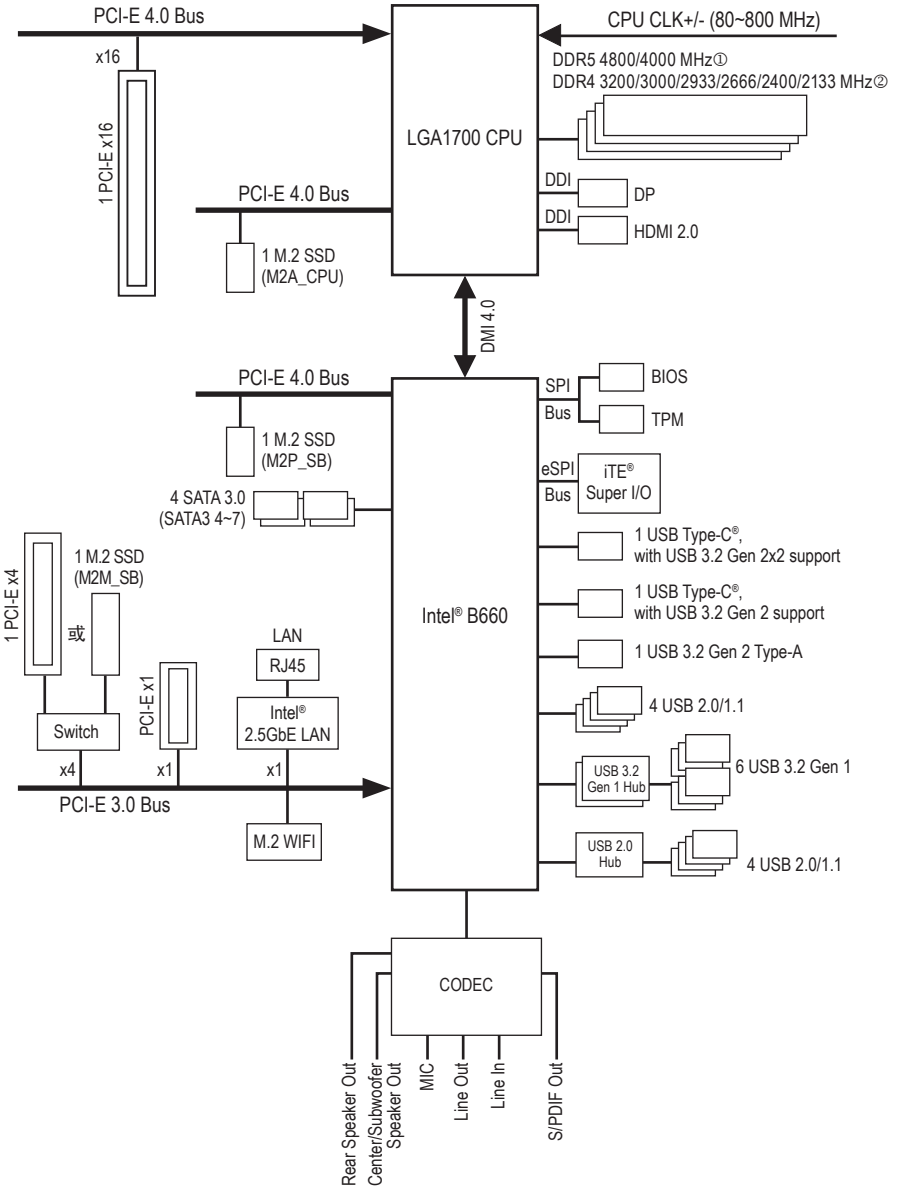 PCI-E 4.0 Bus
CPU CLK+/- (80~800 MHz)
x16
DDR5 4800/4000 MHz①
DDR4 3200/3000/2933/2666/2400/2133 MHz②
LGA1700 CPU
1 PCI-E x16
PCI-E 4.0 Bus
DDI
DP
DDI
HDMI 2.0
1 M.2 SSD
(M2A_CPU)
DMI 4.0
PCI-E 4.0 Bus
SPI
Bus
BIOS
TPM
1 M.2 SSD
(M2P_SB)
eSPI
Bus
iTE®
Super I/O
4 SATA 3.0
(SATA3 4~7)
1 USB Type-C®,
with USB 3.2 Gen 2x2 support
1 PCI-E x4
或
1 M.2 SSD
(M2M_SB)
1 USB Type-C®,
with USB 3.2 Gen 2 support
Intel® B660
LAN
RJ45
1 USB 3.2 Gen 2 Type-A
PCI-E x1
Intel®
2.5GbE LAN
4 USB 2.0/1.1
Switch
x4
x1
x1
USB 3.2
Gen 1 Hub
6 USB 3.2 Gen 1
PCI-E 3.0 Bus
M.2 WIFI
USB 2.0
Hub
4 USB 2.0/1.1
CODEC
Rear Speaker Out
Center/Subwoofer
Speaker Out
MIC
Line Out
Line In
S/PDIF Out